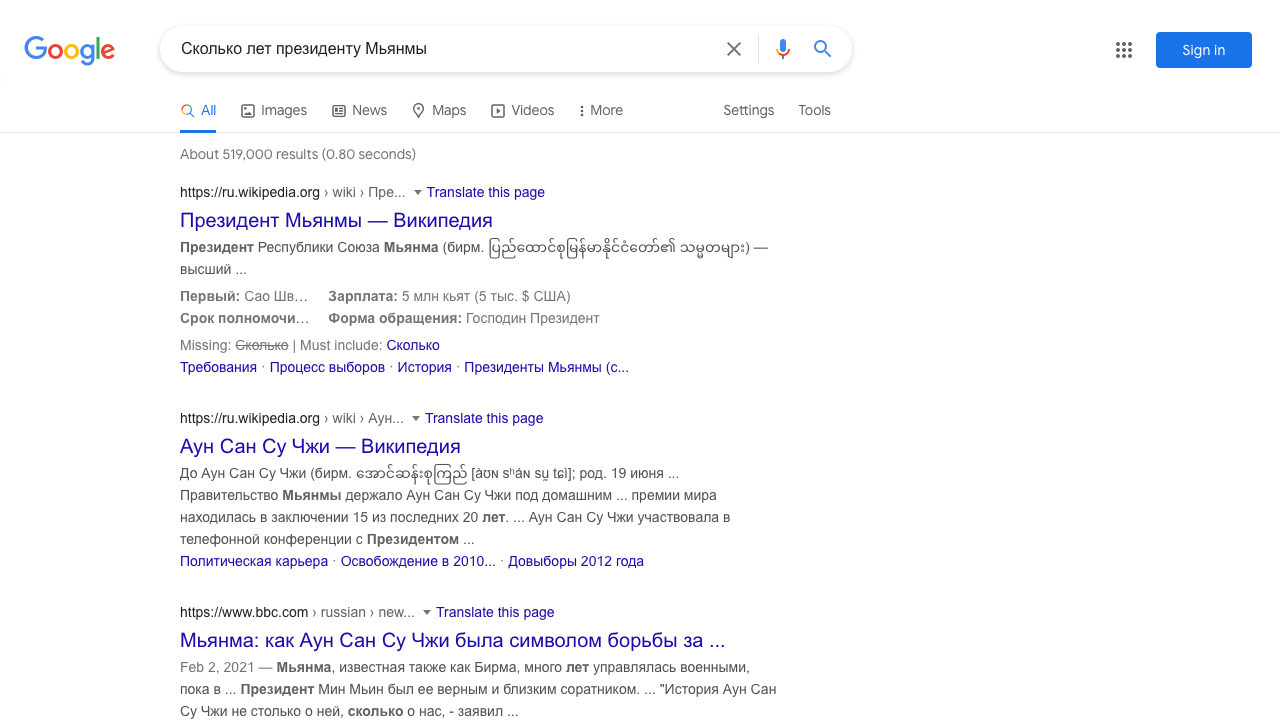 Google
Сколько лет президенту Мьянмы
Sign in
All Images News Maps Videos More Settings Tools
About 519,000 results (0.80 seconds)
https://ru.wikipedia.org › wiki › Пре... Translate this page
Президент Мьянмы — Википедия
Президент Республики Союза Мьянма (бирм. ပြည်ထောင်စုမြန်မာနိုင်ငံတော်၏ သမ္မတများ) —
высший ...
Первый: Сао Шв... Зарплата: 5 млн кьят (5 тыс. $ США)
Срок полномочи... Форма обращения: Господин Президент
Missing: Сколько | Must include: Сколько
Требования · Процесс выборов · История · Президенты Мьянмы (с...
https://ru.wikipedia.org › wiki › Аун... Translate this page
Аун Сан Су Чжи — Википедия
До Аун Сан Су Чжи (бирм. အောင်ဆန်းစုကြည် [àʊɴ sʰáɴ sṵ tɕì]; род. 19 июня ...
Правительство Мьянмы держало Аун Сан Су Чжи под домашним ... премии мира
находилась в заключении 15 из последних 20 лет. ... Аун Сан Су Чжи участвовала в
телефонной конференции с Президентом ...
Политическая карьера · Освобождение в 2010... · Довыборы 2012 года
https://www.bbc.com › russian › new... Translate this page
Мьянма: как Аун Сан Су Чжи была символом борьбы за ...
Feb 2, 2021 — Мьянма, известная также как Бирма, много лет управлялась военными,
пока в ... Президент Мин Мьин был ее верным и близким соратником. ... "История Аун Сан
Су Чжи не столько о ней, сколько о нас, - заявил ...